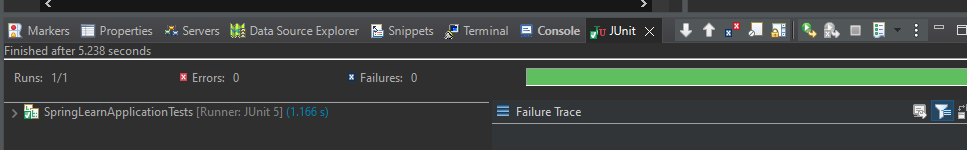 Markers Properties Servers Data Source Explorer Snippets Terminal Console JUnit
Finished after 5.238 seconds
Runs: 1/1 Errors: 0 Failures: 0
SpringLearnApplicationTests [Runner: JUnit 5] (1.166 s) Failure Trace